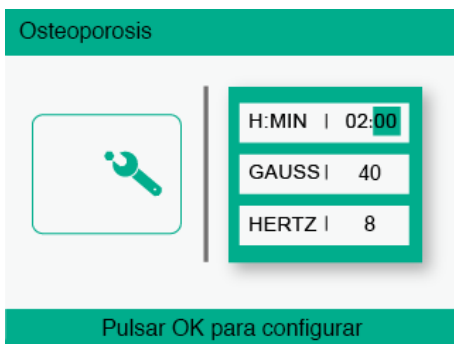 Osteoporosis
H:MIN | 02:00
GAUSS | 40
HERTZ | 8
Pulsar OK para configurar